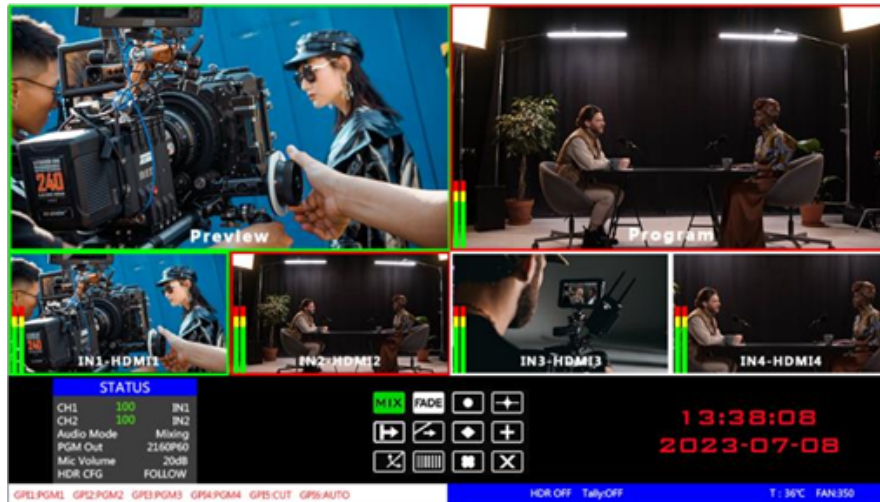 240
Preview
Program
IN1-HDMI1
IN2-HDMI2
IN3-HDMI3
IN4-HDMI4
STATUS
CH1 100 IN1
CH2 100 IN2
Audio Mode Mixing
PGM Out 2160P60
Mic Volume 20dB
HDR CFG FOLLOW
MIX FADE
13:38:08
2023-07-08
GPI1:PGM1 GPI2:PGM2 GPI3:PGM3 GPI4:PGM4 GPI5:CUT GPI6:AUTO
HDR OFF Tally:OFF T : 36℃ FAN:350